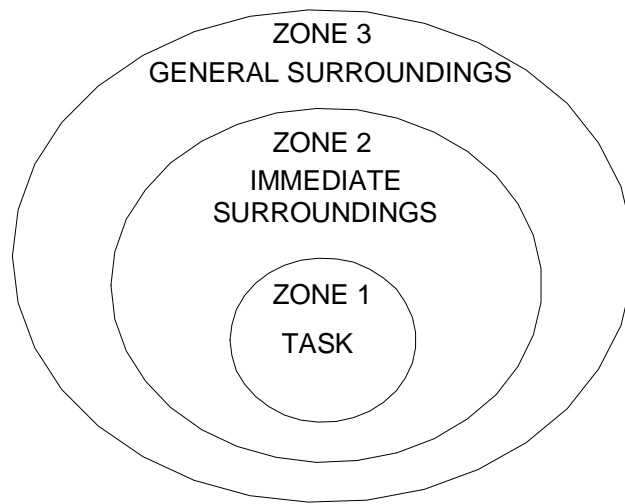 ZONE 3
GENERAL SURROUNDINGS
ZONE 2
IMMEDIATE
SURROUNDINGS
ZONE 1
TASK